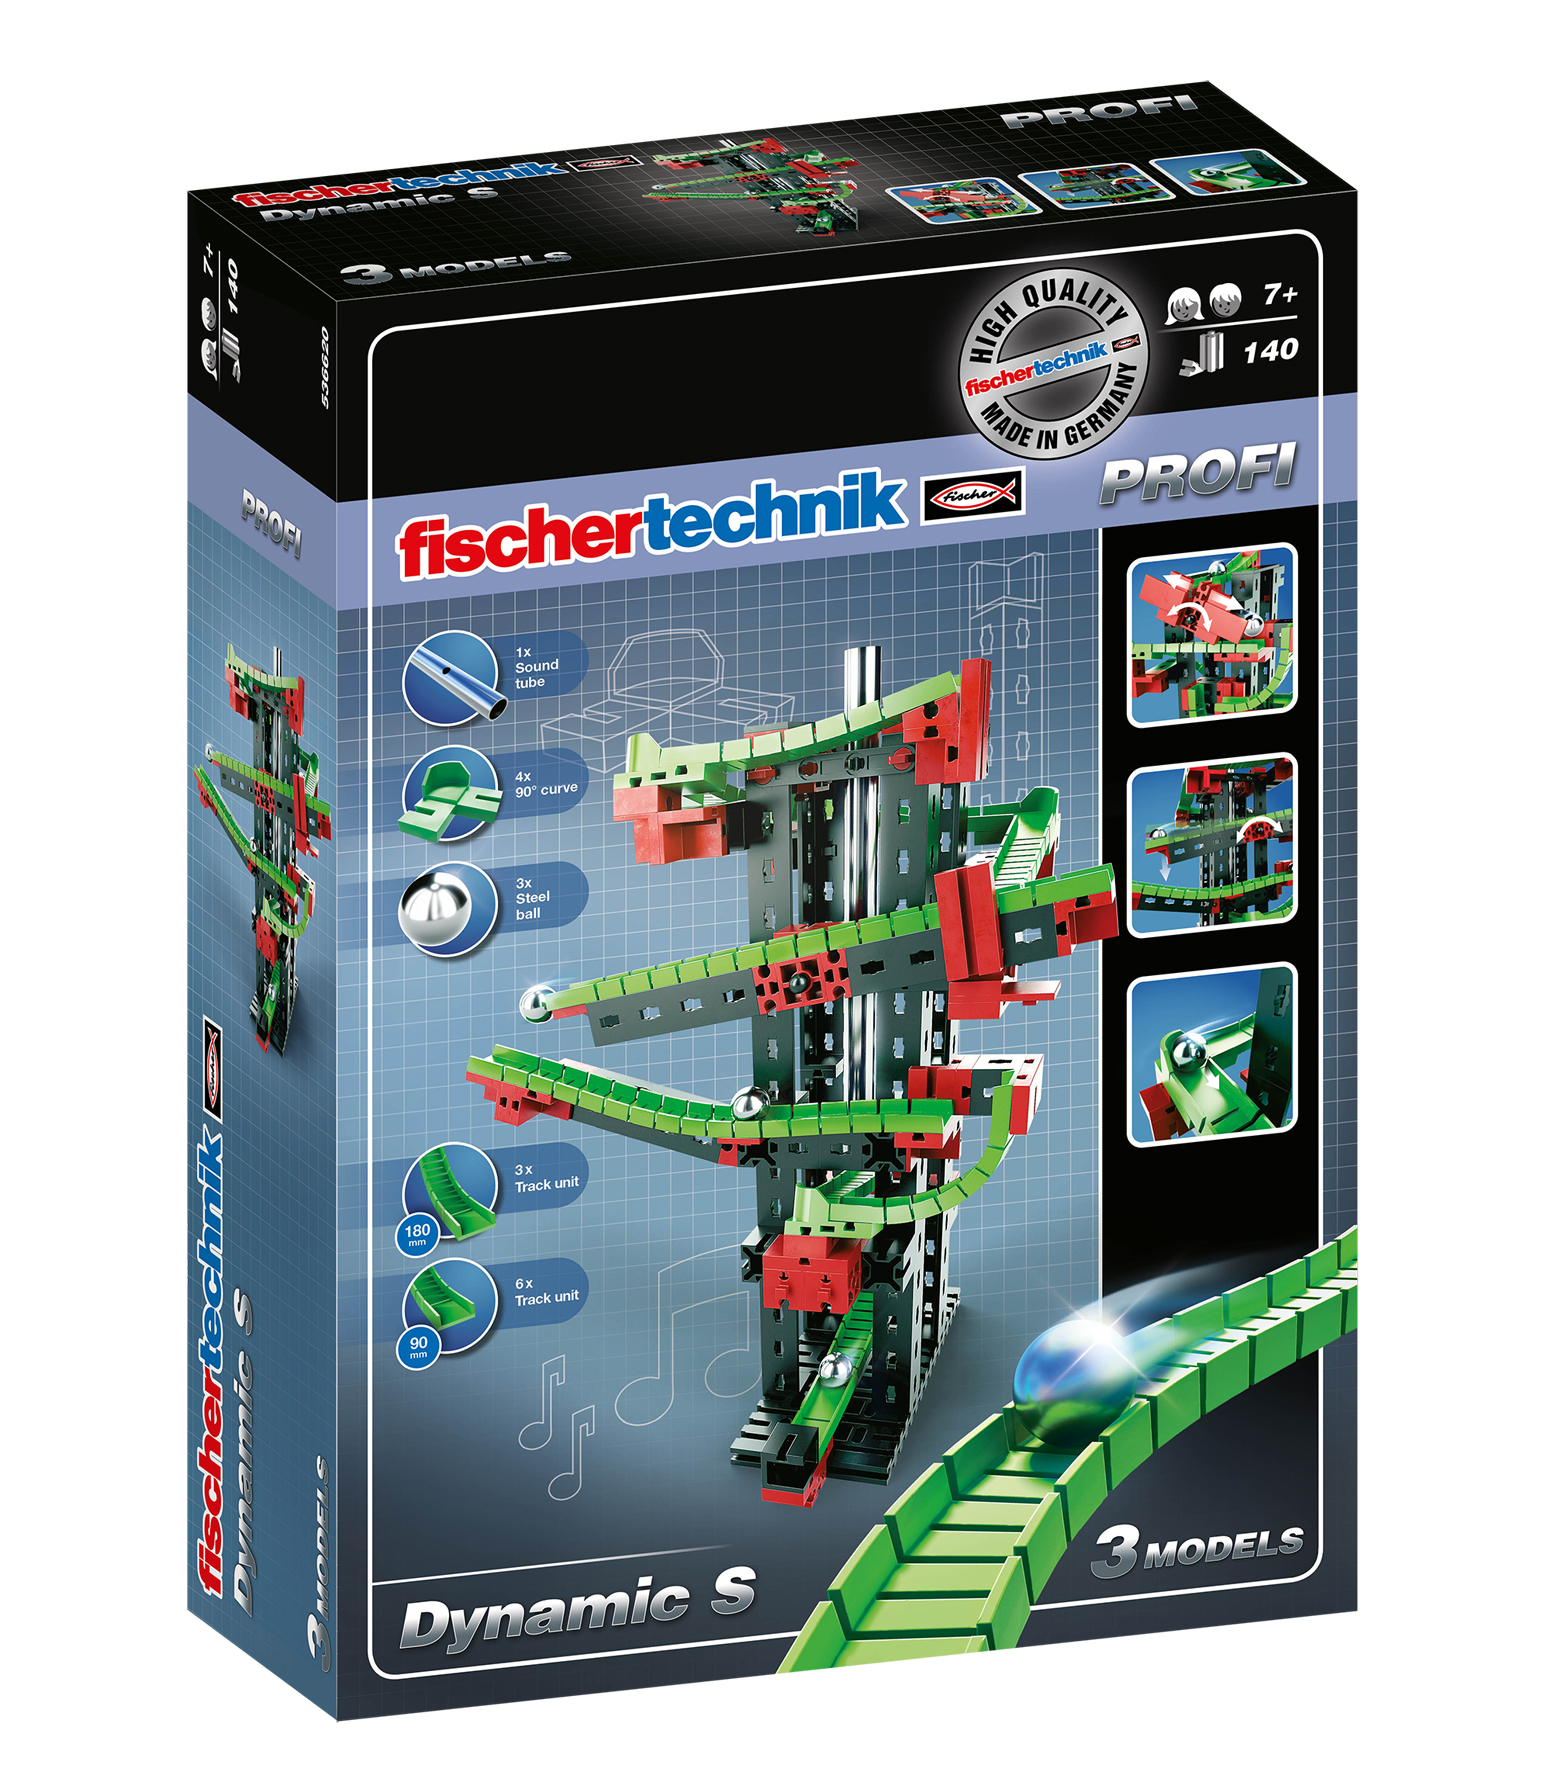 PROFI
fischertechnik
Dynamic S
3 MODELS
7+
140
536620
PROFI
fischertechnik
Dynamic S
3 MODELS
HIGH QUALITY
fischertechnik
MADE IN GERMANY
7+
140
fischertechnik
fischer
PROFI
1x
Sound
tube
4x
90° curve
3x
Steel
ball
3x
Track unit
180
mm
6x
Track unit
90
mm
Dynamic S
3 MODELS